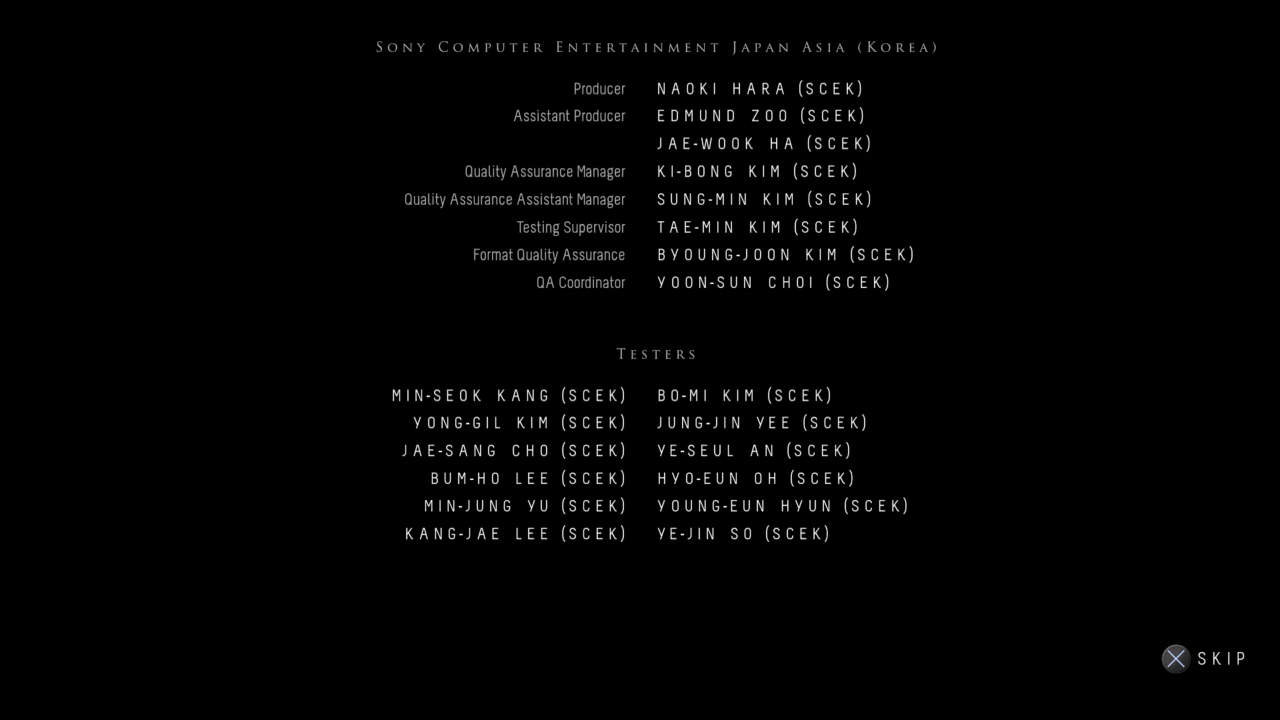 Sony Computer Entertainment Japan Asia (Korea)
Producer NAOKI HARA (SCEK)
Assistant Producer EDMUND ZOO (SCEK)
JAE-WOOK HA (SCEK)
Quality Assurance Manager KI-BONG KIM (SCEK)
Quality Assurance Assistant Manager SUNG-MIN KIM (SCEK)
Testing Supervisor TAE-MIN KIM (SCEK)
Format Quality Assurance BYOUNG-JOON KIM (SCEK)
QA Coordinator YOON-SUN CHOI (SCEK)
Testers
MIN-SEOK KANG (SCEK) BO-MI KIM (SCEK)
YONG-GIL KIM (SCEK) JUNG-JIN YEE (SCEK)
JAE-SANG CHO (SCEK) YE-SEUL AN (SCEK)
BUM-HO LEE (SCEK) HYO-EUN OH (SCEK)
MIN-JUNG YU (SCEK) YOUNG-EUN HYUN (SCEK)
KANG-JAE LEE (SCEK) YE-JIN SO (SCEK)
SKIP